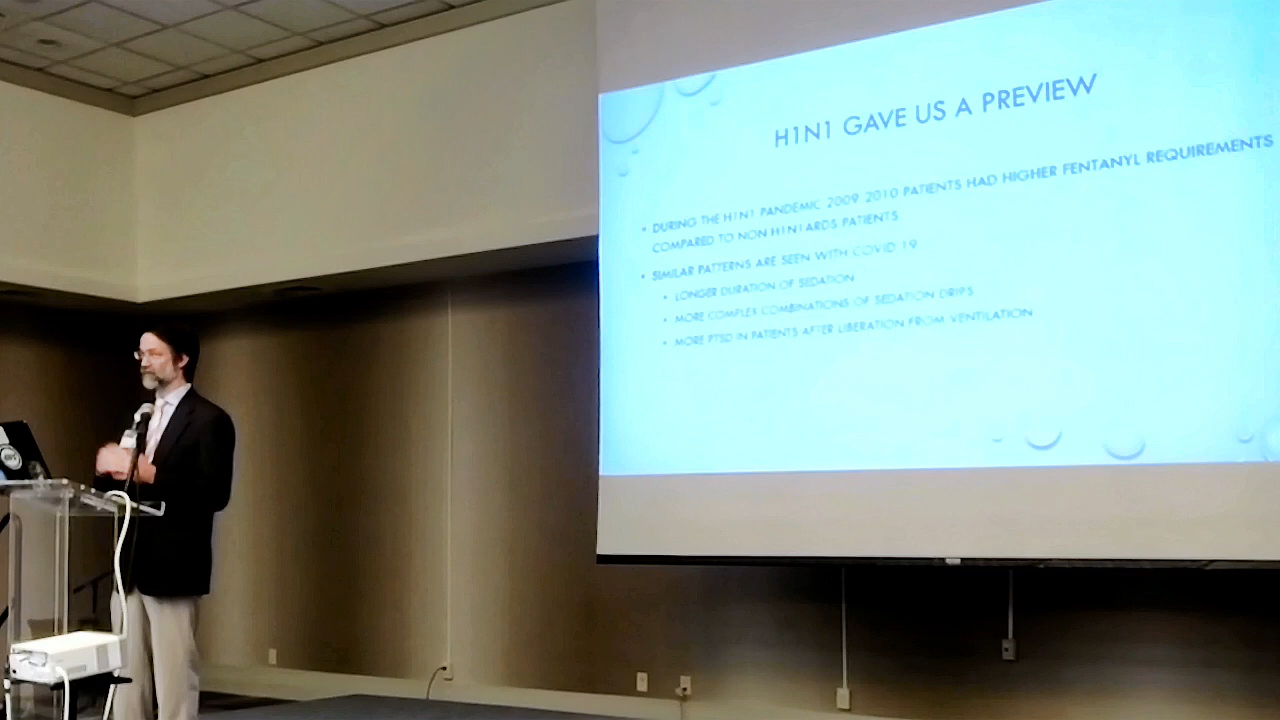 H1N1 GAVE US A PREVIEW
• DURING THE H1N1 PANDEMIC 2009 2010 PATIENTS HAD HIGHER FENTANYL REQUIREMENTS
COMPARED TO NON H1N1 ARDS PATIENTS
• SIMILAR PATTERNS ARE SEEN WITH COVID 19
• LONGER DURATION OF SEDATION
• MORE COMPLEX COMBINATIONS OF SEDATION DRIPS
• MORE PTSD IN PATIENTS AFTER LIBERATION FROM VENTILATION